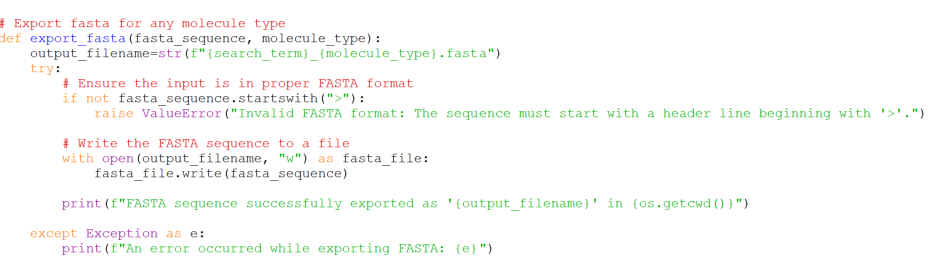 # Export fasta for any molecule type
def export_fasta(fasta_sequence, molecule_type):
    output_filename=str(f"{search_term}_{molecule_type}.fasta")
    try:
        # Ensure the input is in proper FASTA format
        if not fasta_sequence.startswith(">"):
            raise ValueError("Invalid FASTA format: The sequence must start with a header line beginning with '>'.")

        # Write the FASTA sequence to a file
        with open(output_filename, "w") as fasta_file:
            fasta_file.write(fasta_sequence)

        print(f"FASTA sequence successfully exported as '{output_filename}' in {os.getcwd()}")

    except Exception as e:
        print(f"An error occurred while exporting FASTA: {e}")